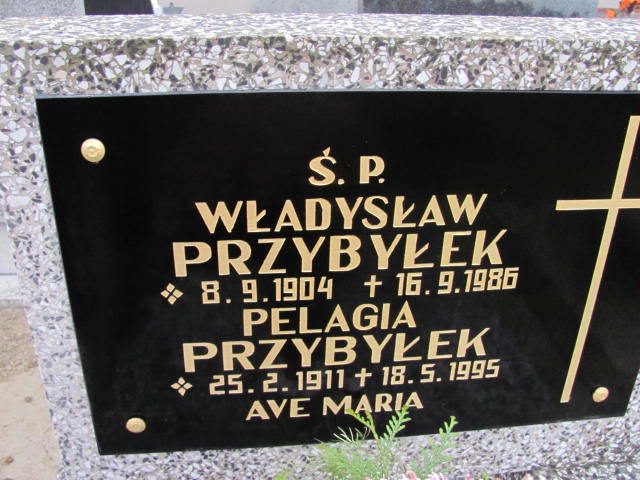 Ś. P.
WŁADYSŁAW
PRZYBYŁEK
8. 9. 1904 † 16. 9. 1986
PELAGIA
PRZYBYŁEK
25. 2. 1911 † 18. 5. 1995
AVE MARIA